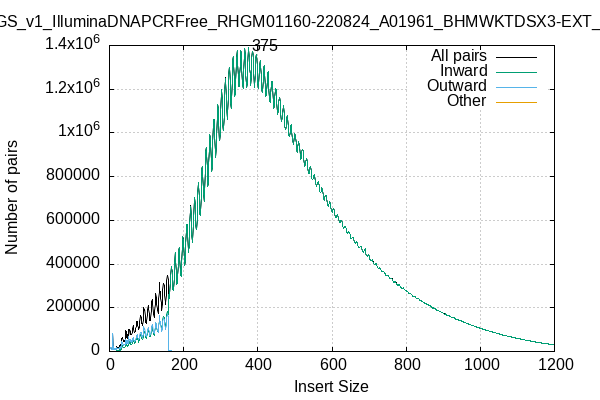 GS_v1_IlluminaDNAPCRFree_RHGM01160-220824_A01961_BHMWKTDSX3-EXT_
1.4x10^6
375
All pairs
Inward
Outward
Other
1.2x10^6
1x10^6
800000
600000
400000
200000
0
Number of pairs
0 200 400 600 800 1000 1200
Insert Size